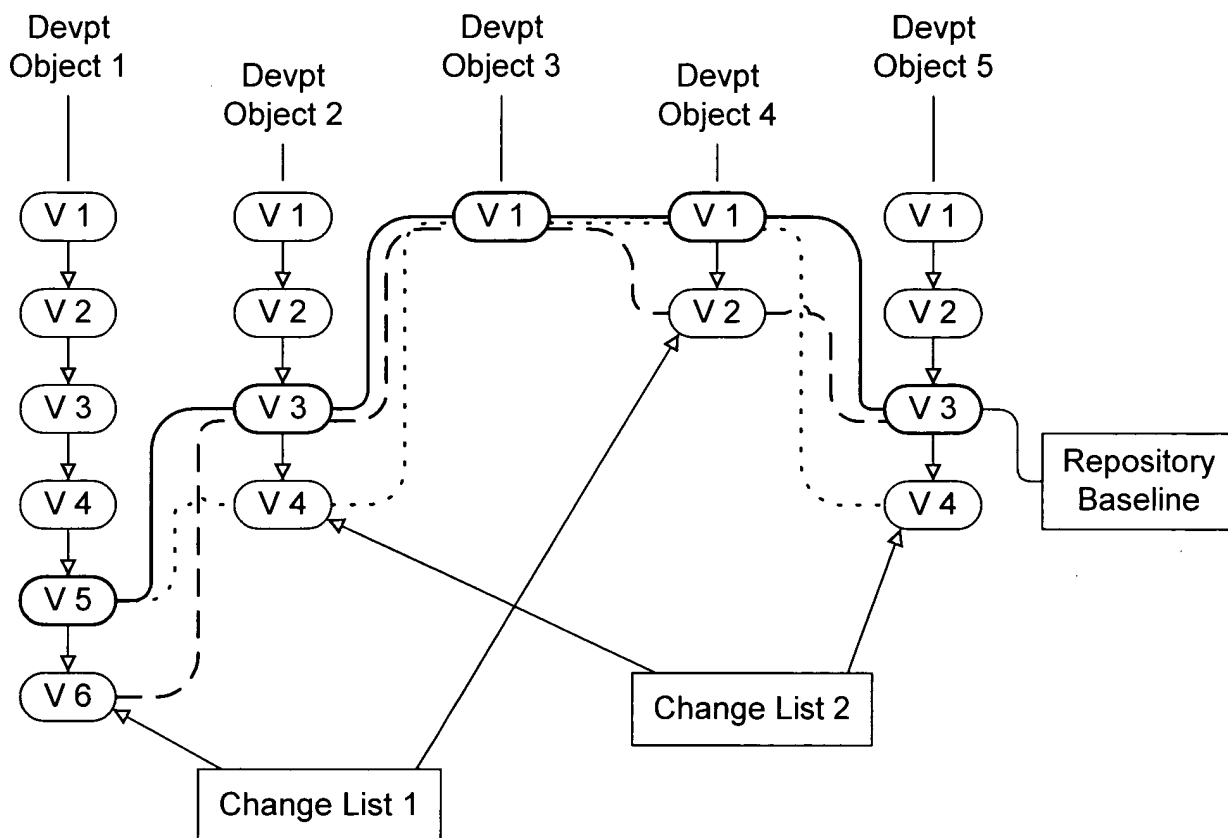 Devpt
Object 1
Devpt
Object 2
Devpt
Object 3
Devpt
Object 4
Devpt
Object 5
V 1
V 1
V 1
V 1
V 1
V 2
V 2
V 2
V 2
V 3
V 3
V 3
V 4
V 4
V 4
V 5
V 6
Repository
Baseline
Change List 2
Change List 1